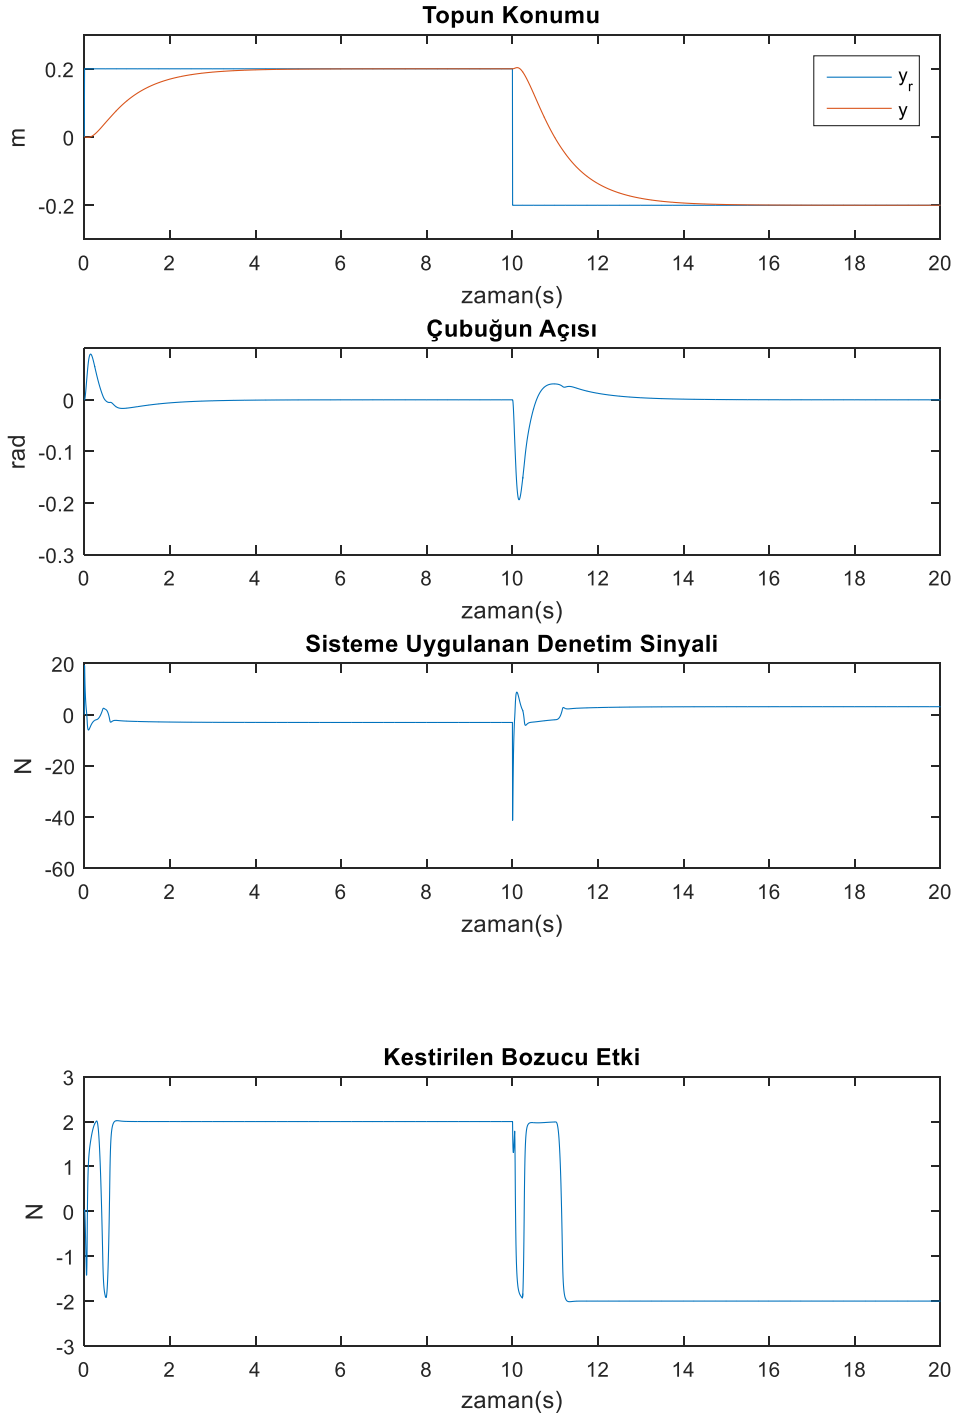 Topun Konumu
0.2
0
-0.2
m
y_r
y
0 2 4 6 8 10 12 14 16 18 20
zaman(s)
Çubuğun Açısı
0
-0.1
-0.2
-0.3
rad
0 2 4 6 8 10 12 14 16 18 20
zaman(s)
Sisteme Uygulanan Denetim Sinyali
20
0
-20
-40
-60
N
0 2 4 6 8 10 12 14 16 18 20
zaman(s)
Kestirilen Bozucu Etki
3
2
1
0
-1
-2
-3
N
0 2 4 6 8 10 12 14 16 18 20
zaman(s)